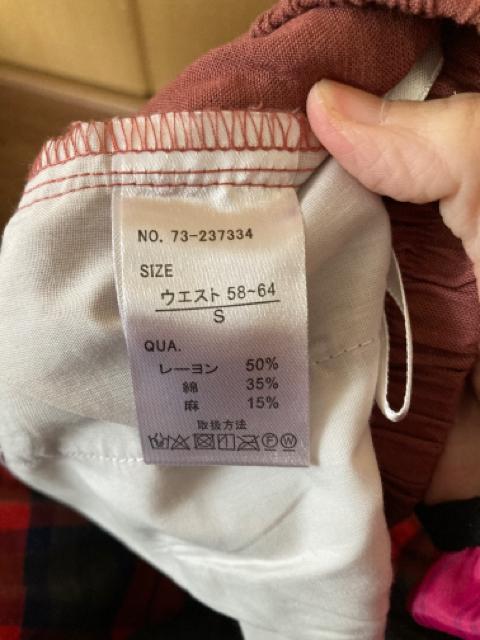 NO. 73-237334
SIZE
ウエスト 58~64
S
QUA.
レーヨン 50%
綿 35%
麻 15%
取扱方法
Ⓟ Ⓦ